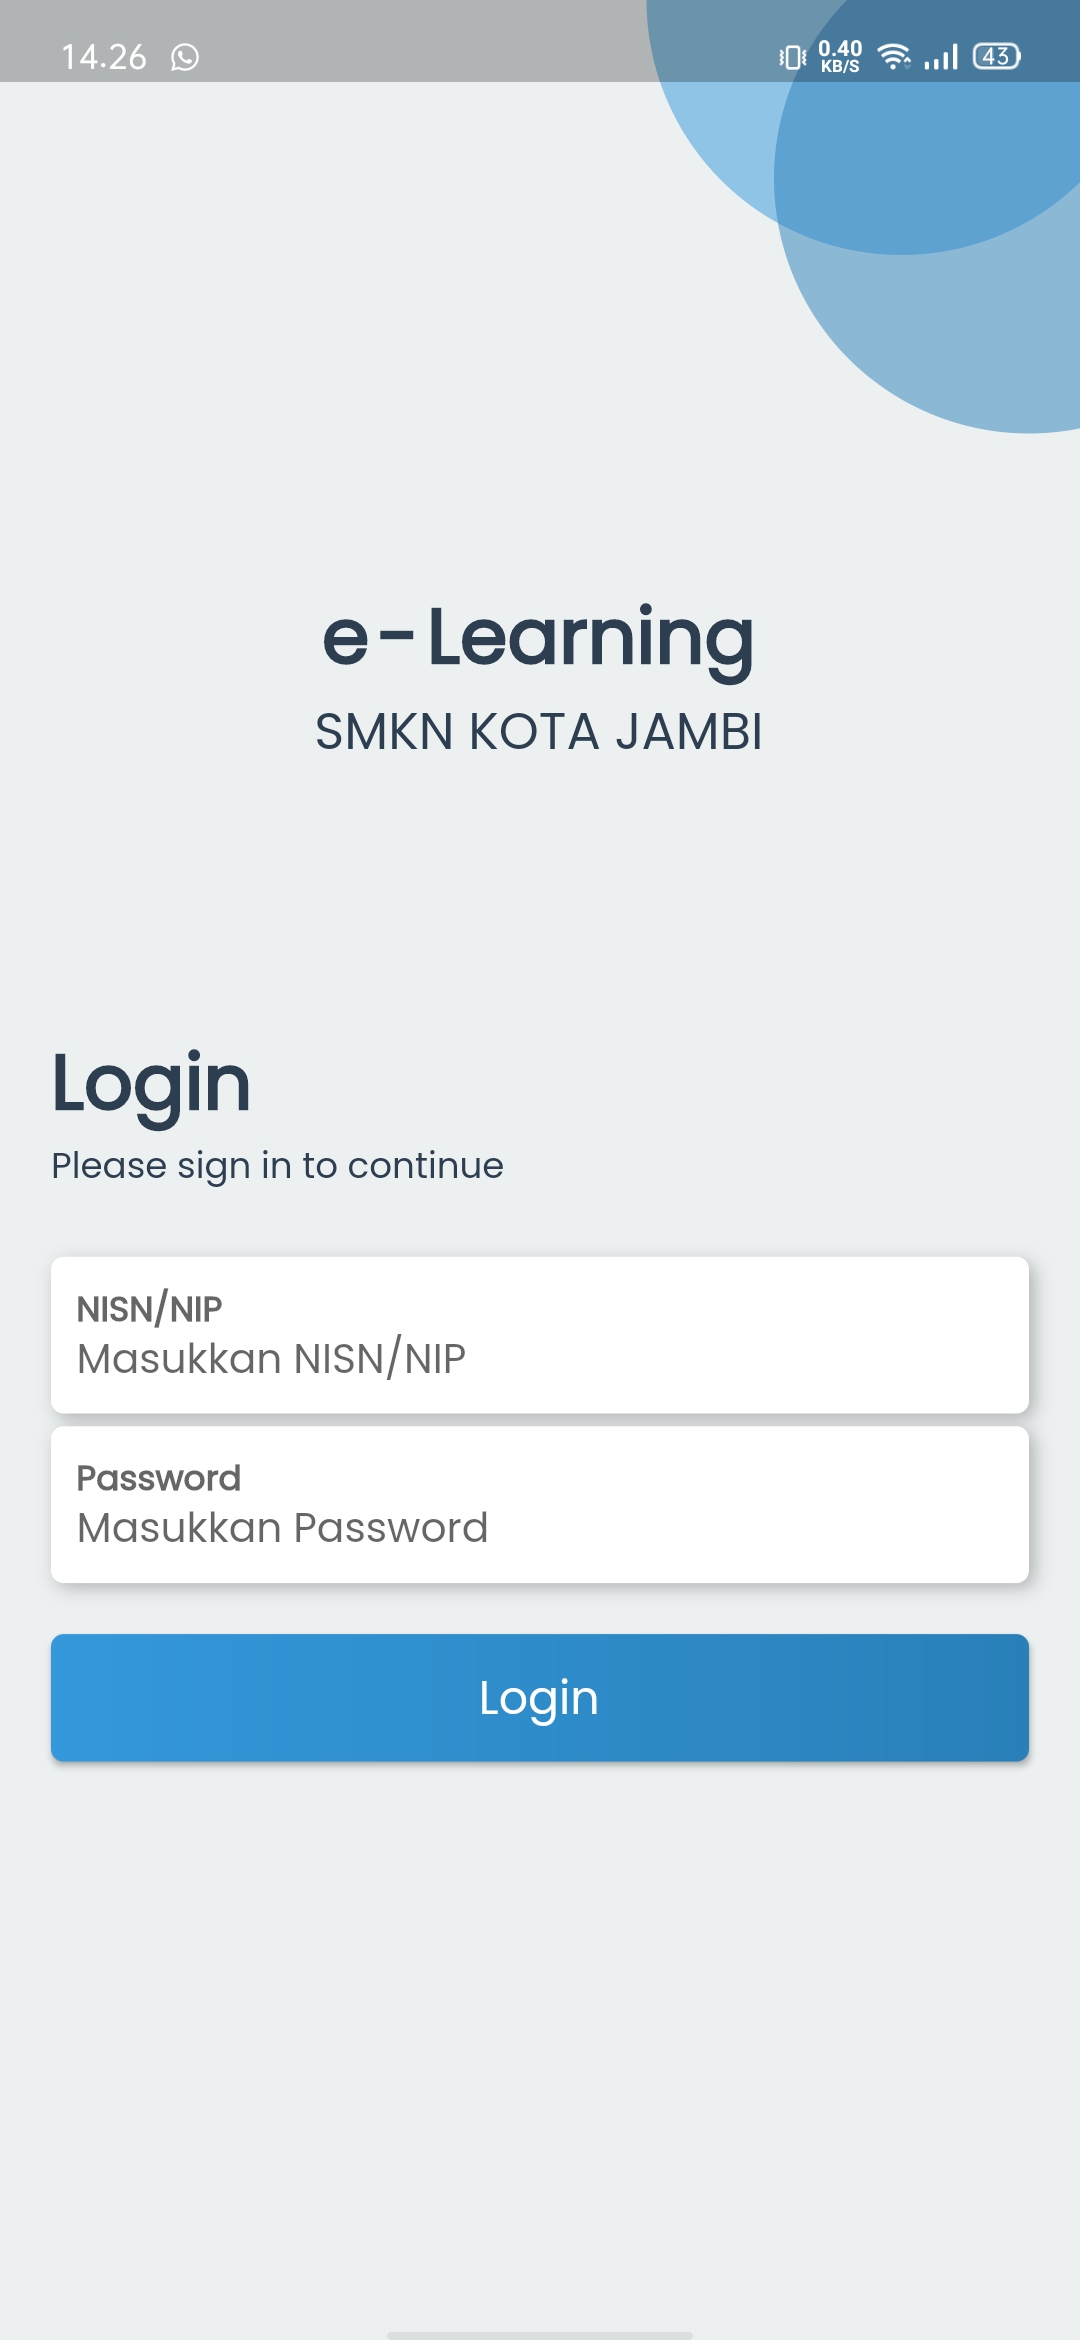 14.26
0.40
KB/S
43
e-Learning
SMKN KOTA JAMBI
Login
Please sign in to continue
NISN/NIP
Masukkan NISN/NIP
Password
Masukkan Password
Login